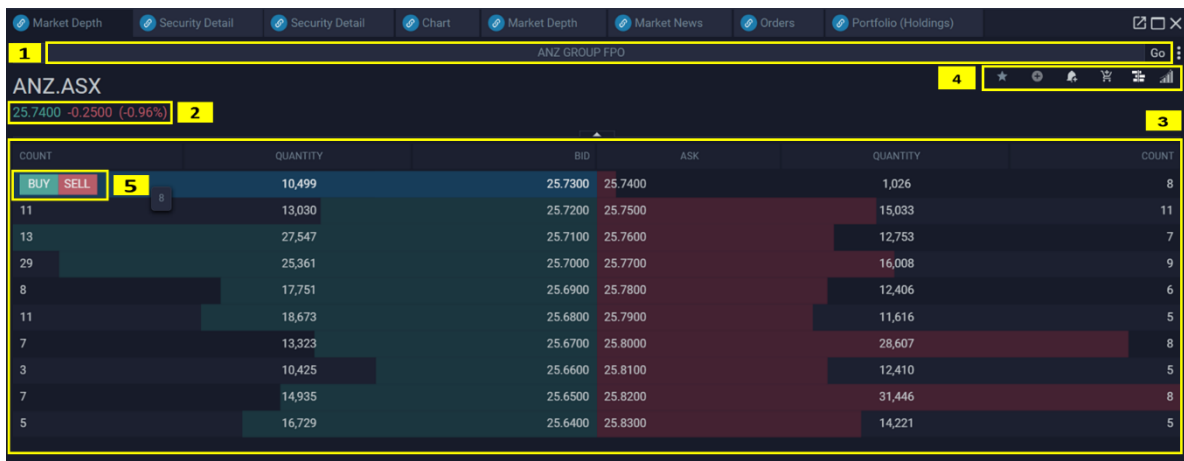 Market Depth Security Detail Security Detail Chart Market Depth Market News Orders Portfolio (Holdings)
1 ANZ GROUP FPO Go
ANZ.ASX 4
25.7400 -0.2500 (-0.96%) 2
3
COUNT QUANTITY BID ASK QUANTITY COUNT
BUY SELL 5 8 10,499 25.7300 25.7400 1,026 8
11 13,030 25.7200 25.7500 15,033 11
13 27,547 25.7100 25.7600 12,753 7
29 25,361 25.7000 25.7700 16,008 9
8 17,751 25.6900 25.7800 12,406 6
11 18,673 25.6800 25.7900 11,616 5
7 13,323 25.6700 25.8000 28,607 8
3 10,425 25.6600 25.8100 12,410 5
7 14,935 25.6500 25.8200 31,446 8
5 16,729 25.6400 25.8300 14,221 5